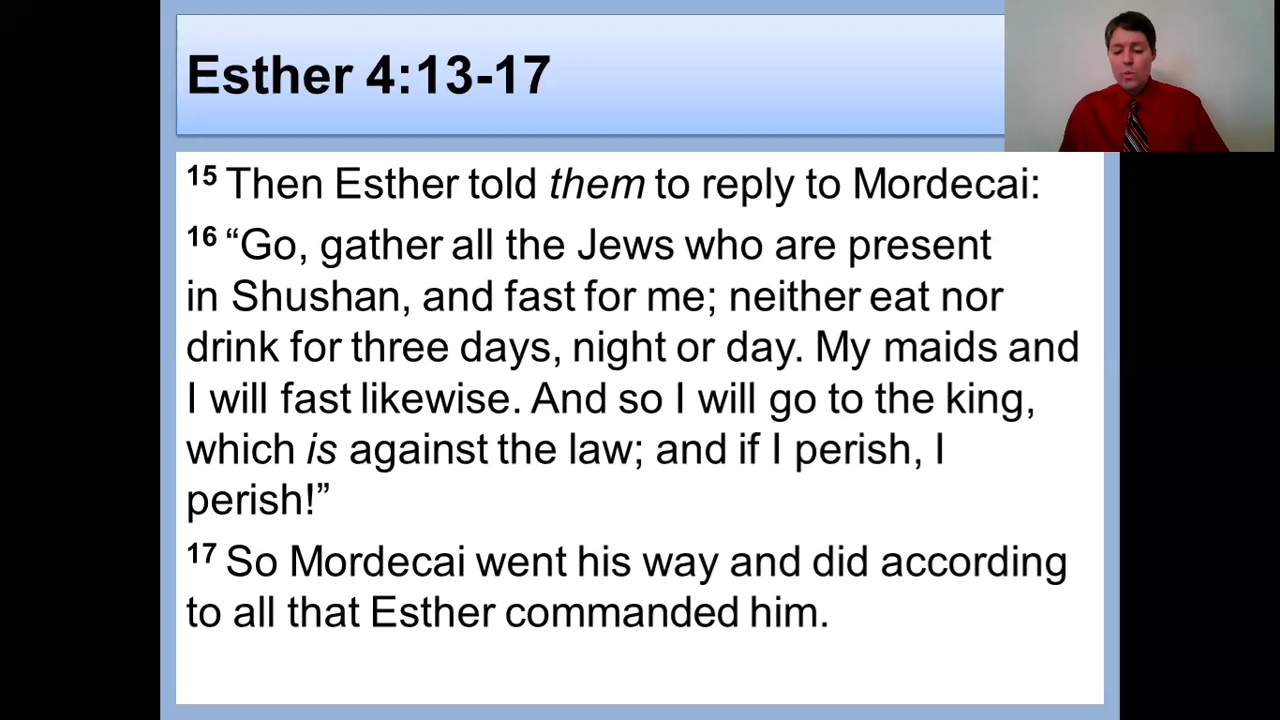 Esther 4:13-17
15 Then Esther told them to reply to Mordecai:
16 “Go, gather all the Jews who are present
in Shushan, and fast for me; neither eat nor
drink for three days, night or day. My maids and
I will fast likewise. And so I will go to the king,
which is against the law; and if I perish, I
perish!”
17 So Mordecai went his way and did according
to all that Esther commanded him.